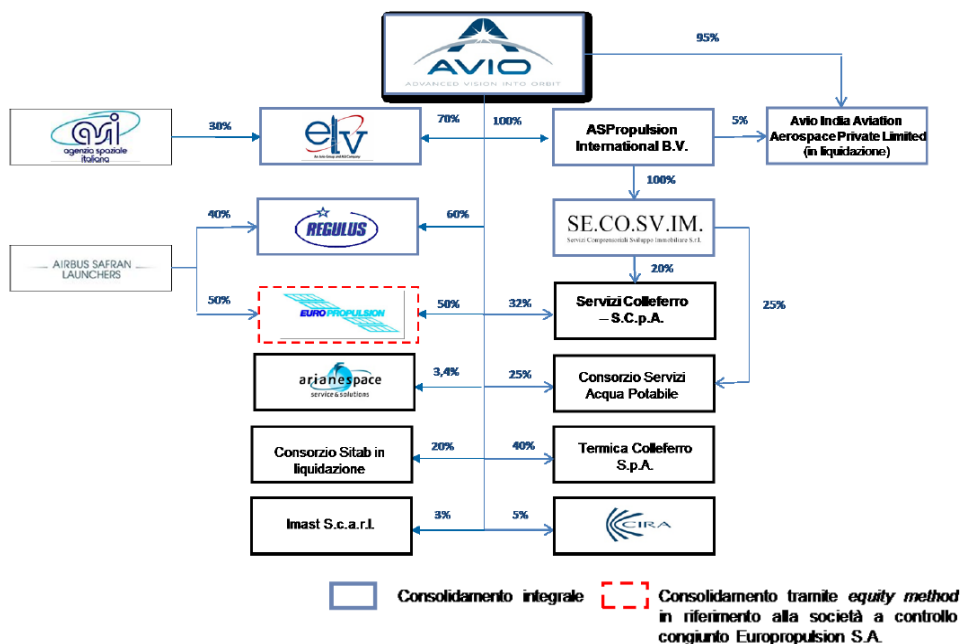 AVIO
ADVANCED VISION INTO ORBIT
95%
asi
agenzia spaziale
italiana
30%
elv
70%
100%
ASPropulsion
International B.V.
5%
Avio India Aviation
Aerospace Private Limited
(in liquidazione)
100%
40%
REGULUS
60%
SE.CO.SV.IM.
Servizi Comprensoriali Sviluppo Immobiliare S.r.l.
AIRBUS SAFRAN
LAUNCHERS
20%
25%
50%
EUROPROPULSION
50%
32%
Servizi Colleferro
– S.C.p.A.
arianespace
service & solutions
3,4%
25%
Consorzio Servizi
Acqua Potabile
Consorzio Sitab in
liquidazione
20%
40%
Termica Colleferro
S.p.A.
Imast S.c.a.r.l.
3%
5%
CIRA
Consolidamento integrale
Consolidamento tramite equity method
in riferimento alla società a controllo
congiunto Europropulsion S.A.